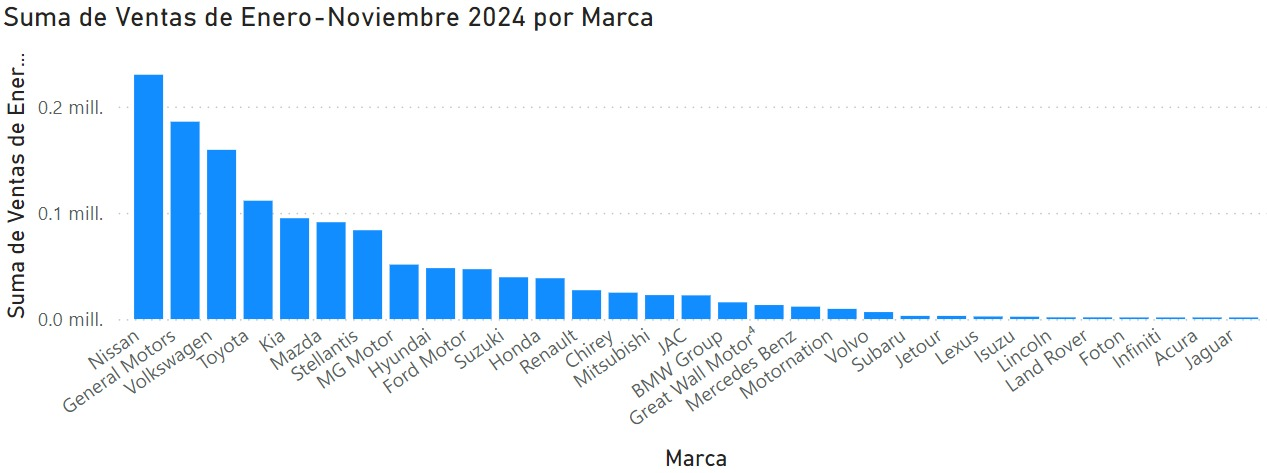 Suma de Ventas de Enero-Noviembre 2024 por Marca
Suma de Ventas de Ener...
0.2 mill.
0.1 mill.
0.0 mill.
Nissan
General Motors
Volkswagen
Toyota
Kia
Mazda
Stellantis
MG Motor
Hyundai
Ford Motor
Suzuki
Honda
Renault
Chirey
Mitsubishi
JAC
BMW Group
Great Wall Motor⁴
Mercedes Benz
Motornation
Volvo
Subaru
Jetour
Lexus
Isuzu
Lincoln
Land Rover
Foton
Infiniti
Acura
Jaguar
Marca